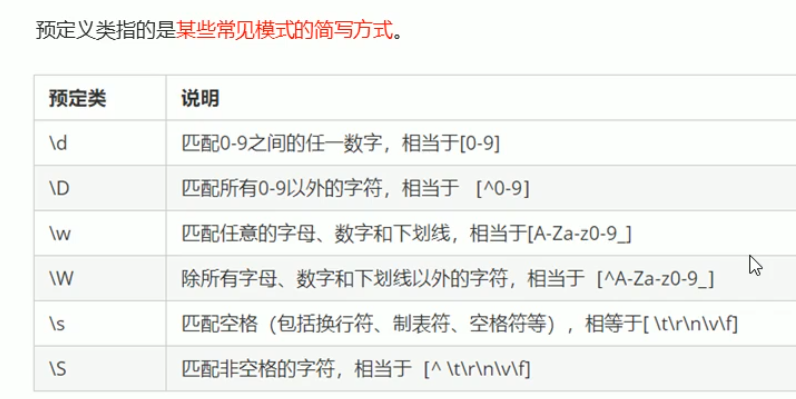 预定义类指的是某些常见模式的简写方式。
预定类 说明
\d 匹配0-9之间的任一数字，相当于[0-9]
\D 匹配所有0-9以外的字符，相当于 [^0-9]
\w 匹配任意的字母、数字和下划线，相当于[A-Za-z0-9_]
\W 除所有字母、数字和下划线以外的字符，相当于 [^A-Za-z0-9_]
\s 匹配空格（包括换行符、制表符、空格符等），相等于[ \t\r\n\v\f]
\S 匹配非空格的字符，相当于 [^ \t\r\n\v\f]